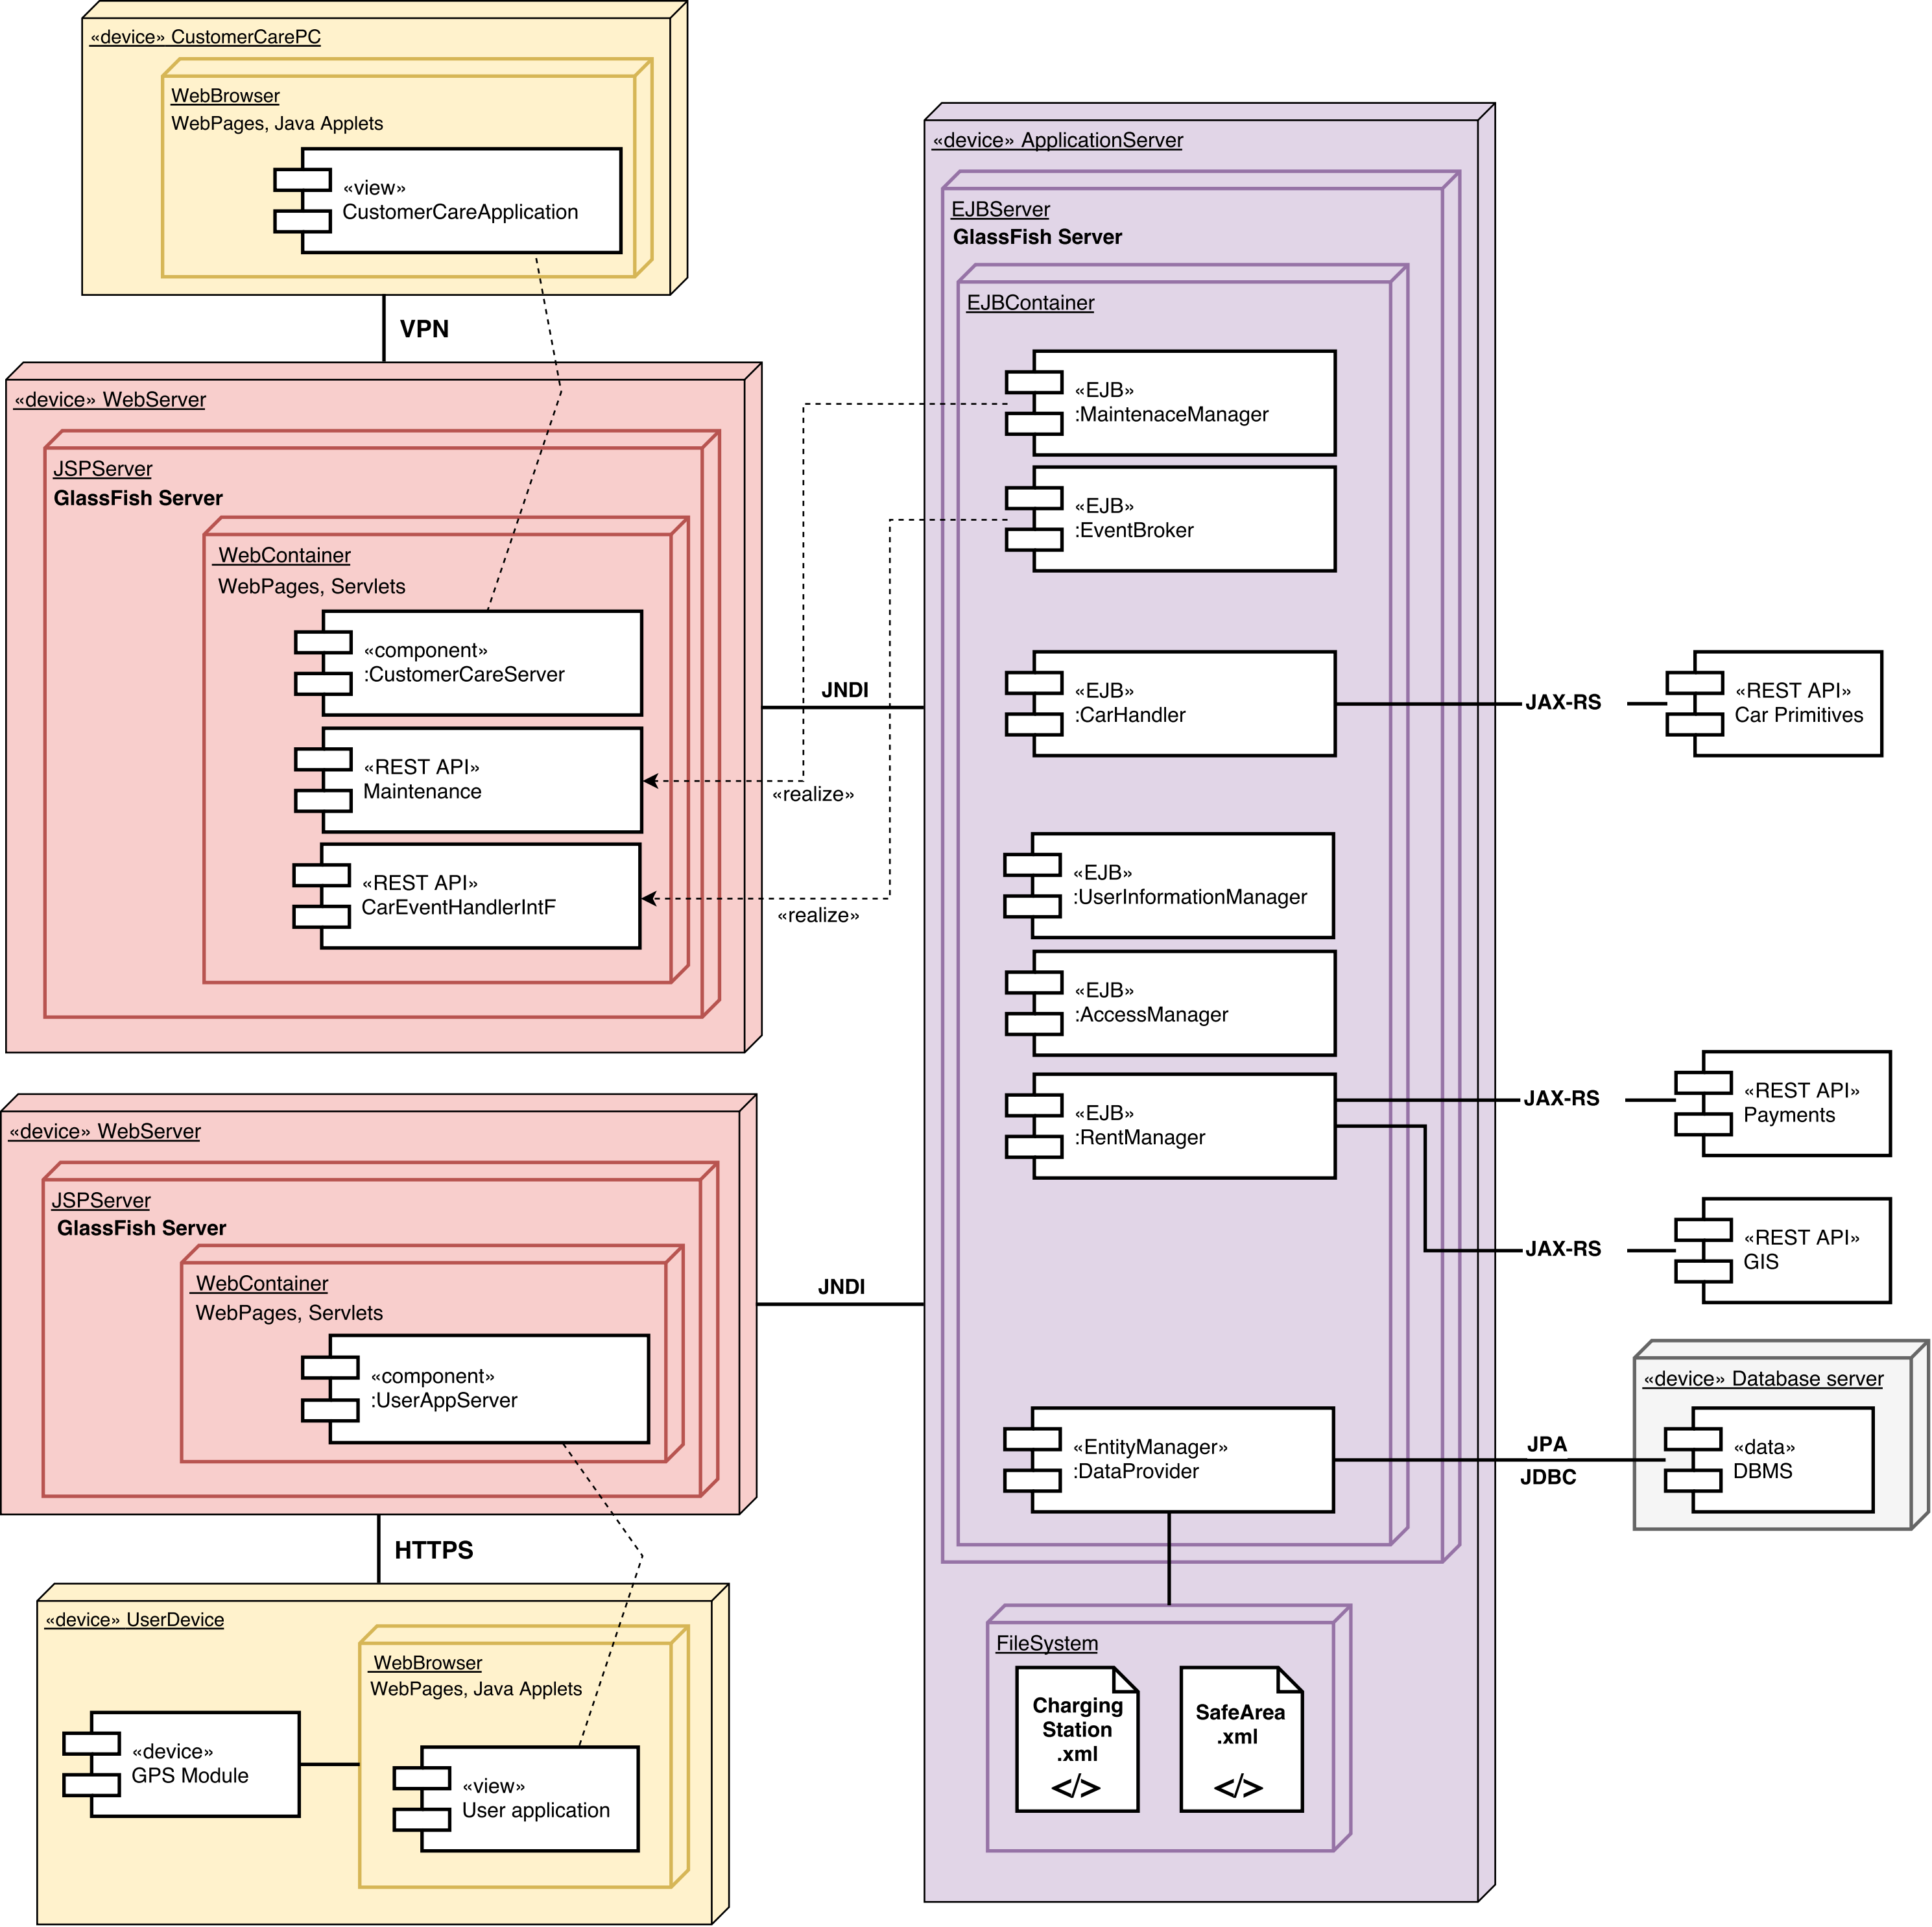 «device» CustomerCarePC
WebBrowser
WebPages, Java Applets
«view»
CustomerCareApplication
VPN
«device» WebServer
JSPServer
GlassFish Server
WebContainer
WebPages, Servlets
«component»
:CustomerCareServer
«REST API»
Maintenance
«REST API»
CarEventHandlerIntF
JNDI
«realize»
«realize»
«device» WebServer
JSPServer
GlassFish Server
WebContainer
WebPages, Servlets
«component»
:UserAppServer
JNDI
HTTPS
«device» UserDevice
WebBrowser
WebPages, Java Applets
«device»
GPS Module
«view»
User application
«device» ApplicationServer
EJBServer
GlassFish Server
EJBContainer
«EJB»
:MaintenaceManager
«EJB»
:EventBroker
«EJB»
:CarHandler
«EJB»
:UserInformationManager
«EJB»
:AccessManager
«EJB»
:RentManager
«EntityManager»
:DataProvider
FileSystem
Charging
Station
.xml
</>
SafeArea
.xml
</>
JAX-RS
«REST API»
Car Primitives
JAX-RS
«REST API»
Payments
JAX-RS
«REST API»
GIS
JPA
JDBC
«device» Database server
«data»
DBMS